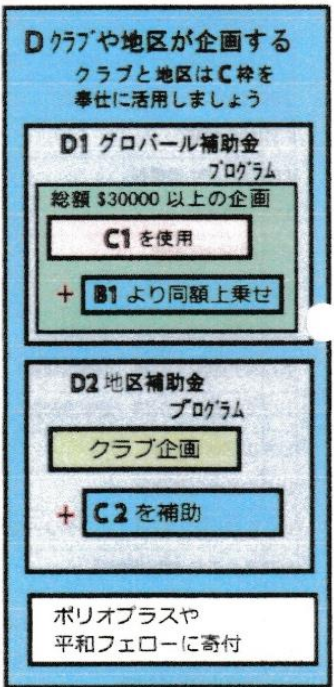 D クラブや地区が企画する
クラブと地区はC枠を
奉仕に活用しましょう
D1 グロバール補助金
プログラム
総額 $30000 以上の企画
C1 を使用
+ B1 より同額上乗せ
D2 地区補助金
プログラム
クラブ企画
+ C2 を補助
ポリオプラスや
平和フェローに寄付